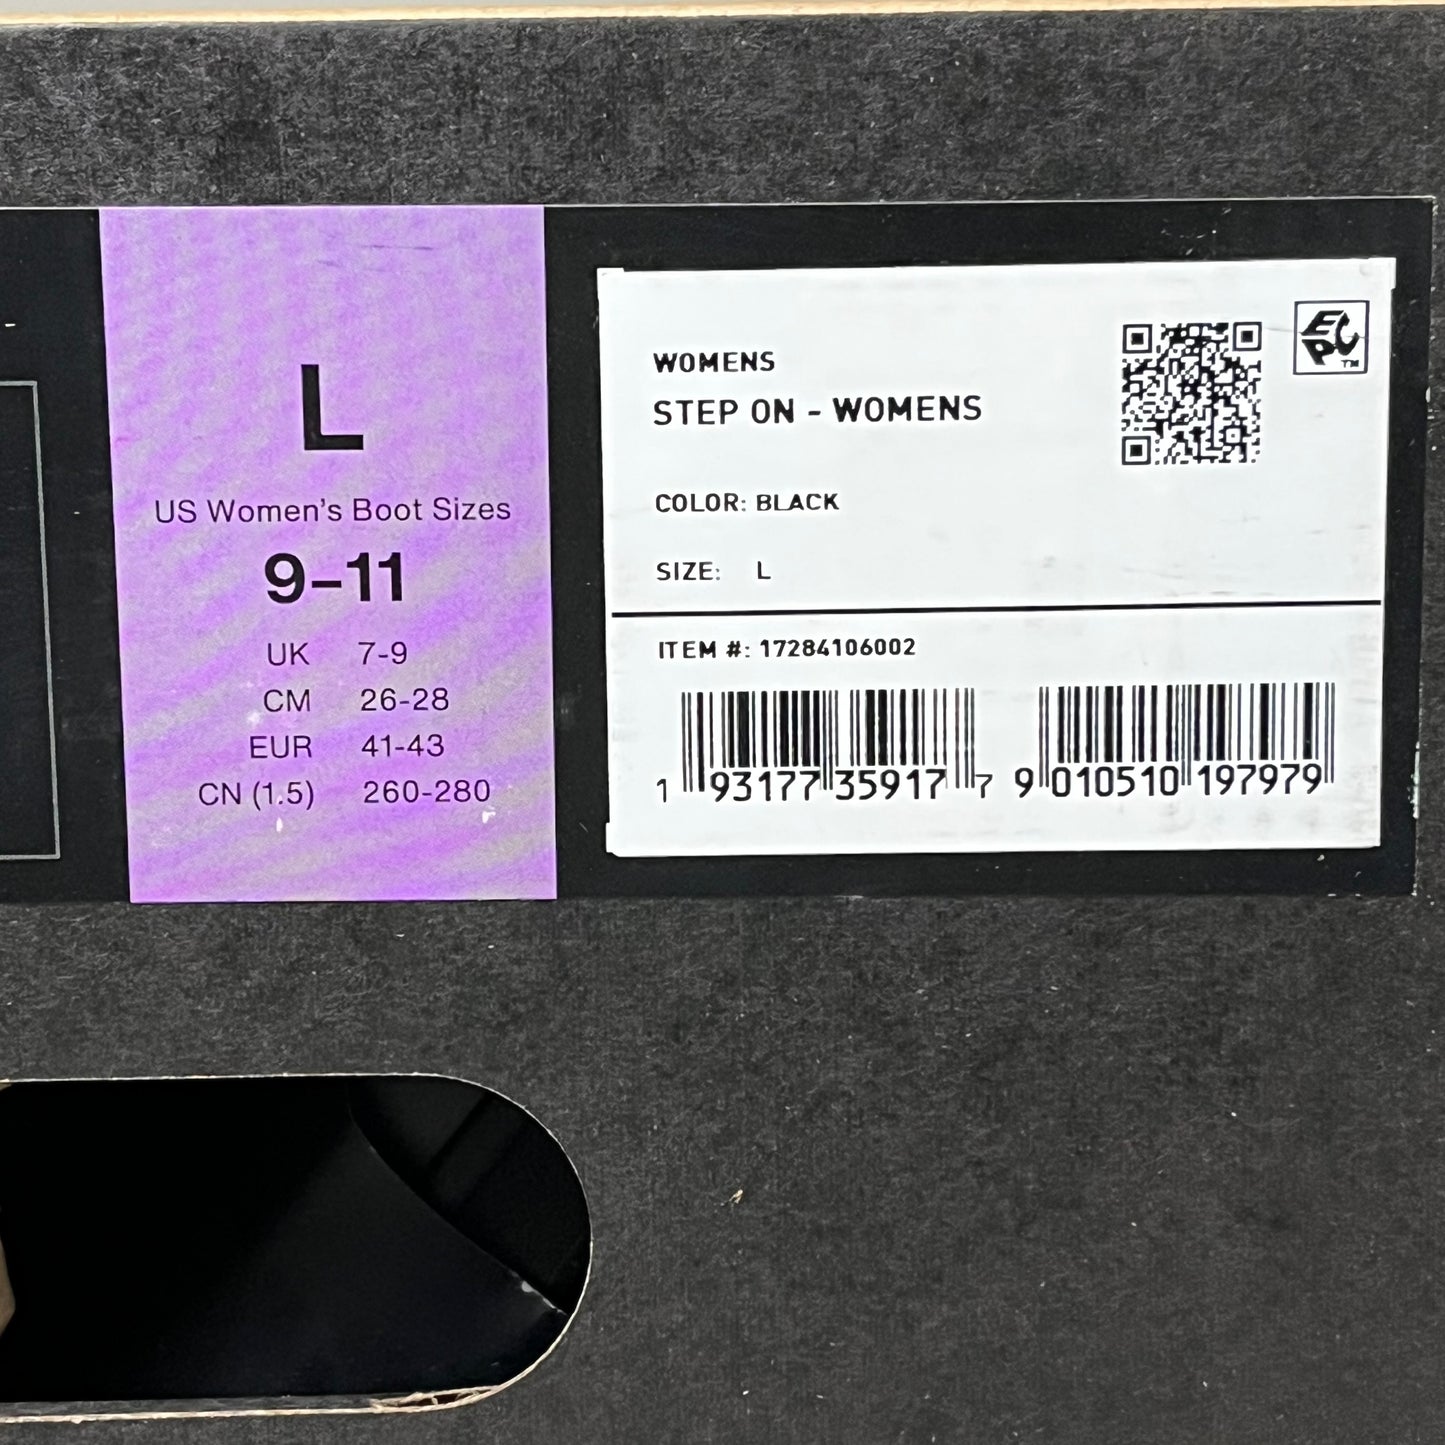 L
US Women's Boot Sizes
9–11
UK 7-9
CM 26-28
EUR 41-43
CN (1.5) 260-280
WOMENS
STEP ON - WOMENS
COLOR: BLACK
SIZE: L
EPC™
ITEM #: 17284106002
1 93177 35917 7 9 010510 197979